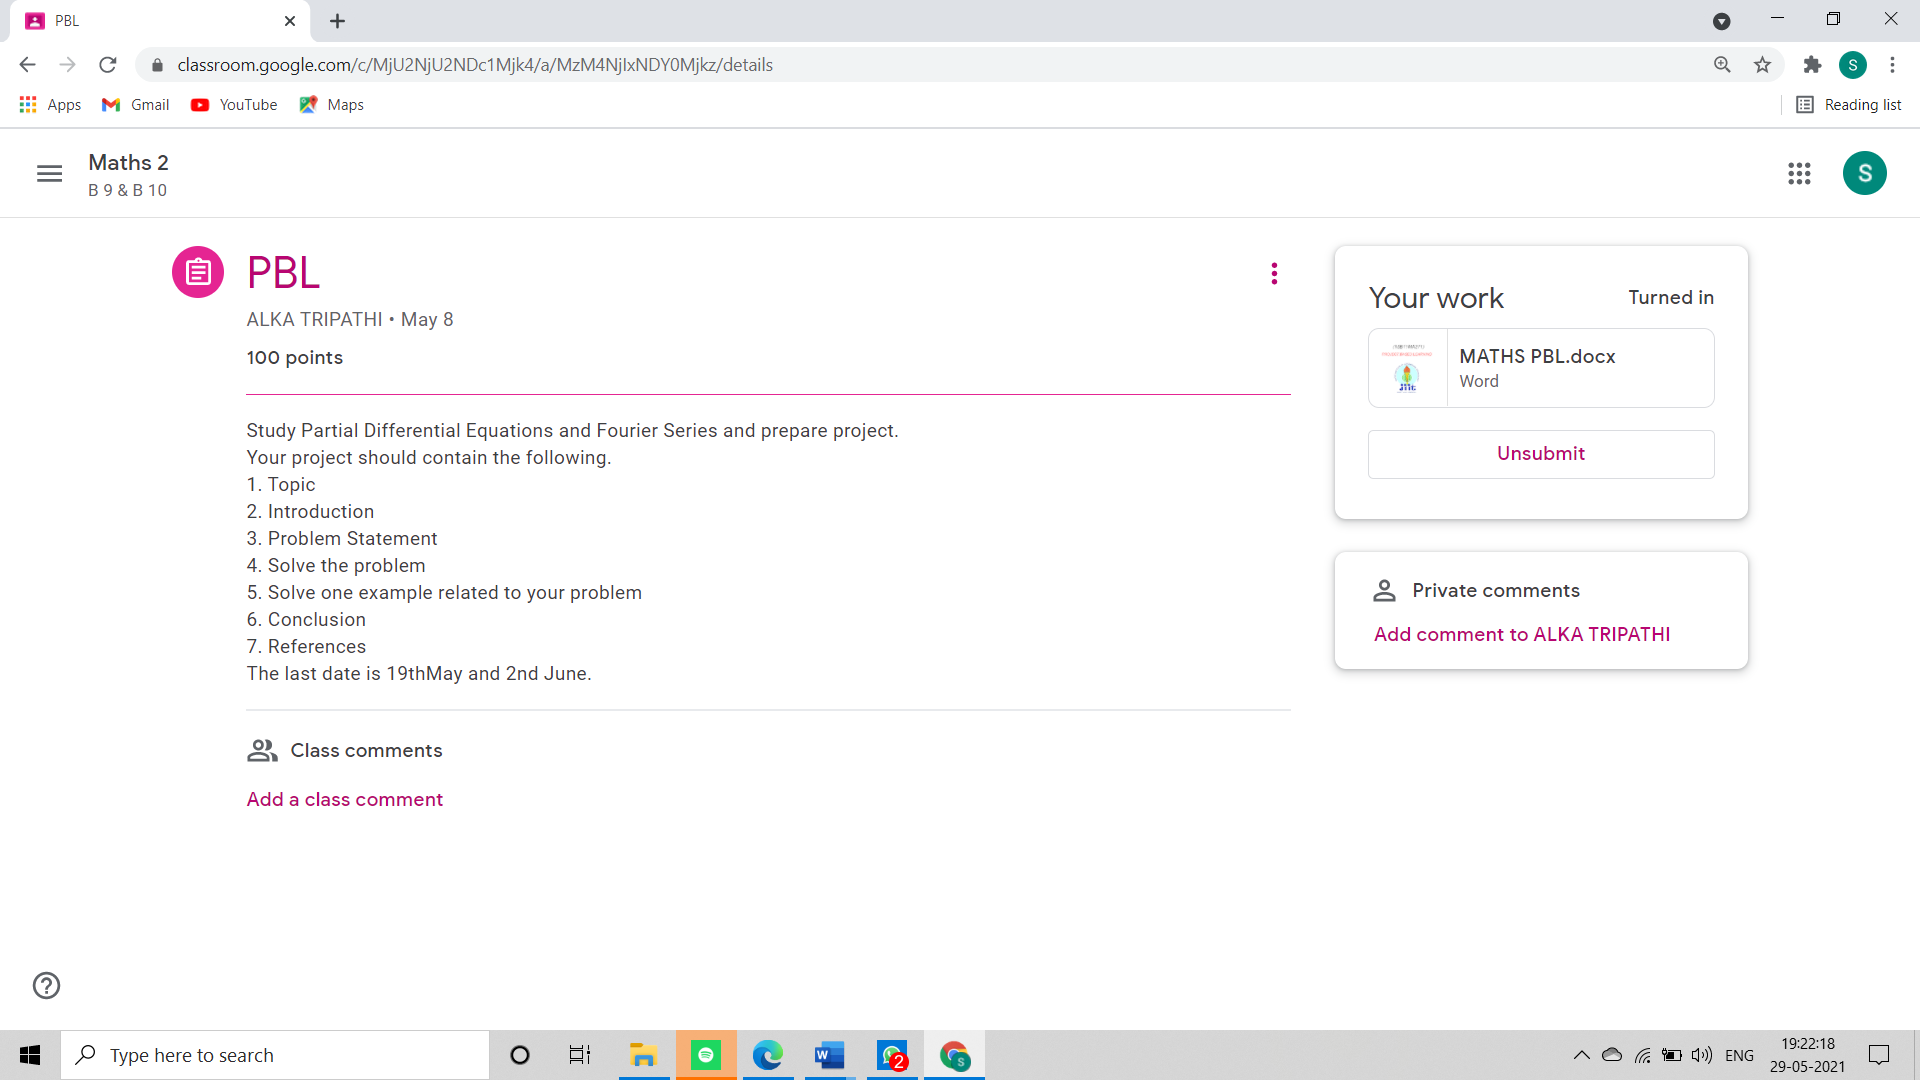 PBL
classroom.google.com/c/MjU2NjU2NDc1Mjk4/a/MzM4NjIxNDY0Mjkz/details
S
Apps
Gmail
YouTube
Maps
Reading list
Maths 2
B 9 & B 10
S
PBL
ALKA TRIPATHI • May 8
100 points
Study Partial Differential Equations and Fourier Series and prepare project.
Your project should contain the following.
1. Topic
2. Introduction
3. Problem Statement
4. Solve the problem
5. Solve one example related to your problem
6. Conclusion
7. References
The last date is 19thMay and 2nd June.
Class comments
Add a class comment
Your work
Turned in
MATHS PBL.docx
Word
Unsubmit
Private comments
Add comment to ALKA TRIPATHI
Type here to search
2
S
ENG
19:22:18
29-05-2021